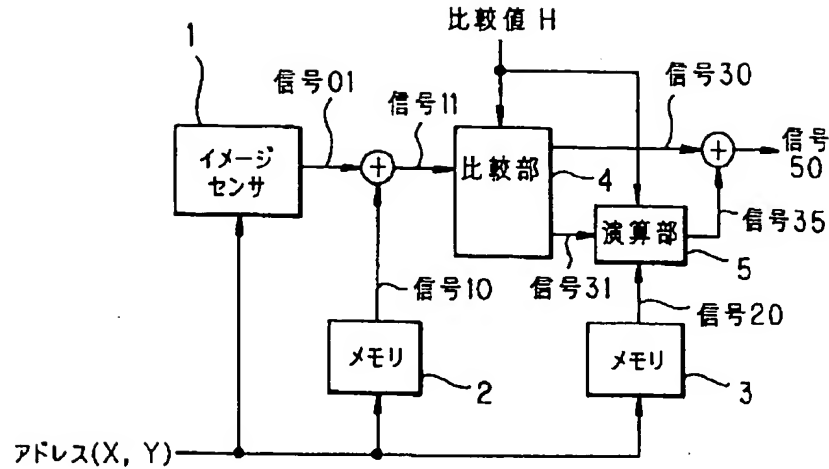 比較値 H
1
信号01
信号11
信号30
イメージ
センサ
比較部
4
信号
50
演算部
5
信号35
信号10
信号31
信号20
メモリ
2
メモリ
3
アドレス(X, Y)